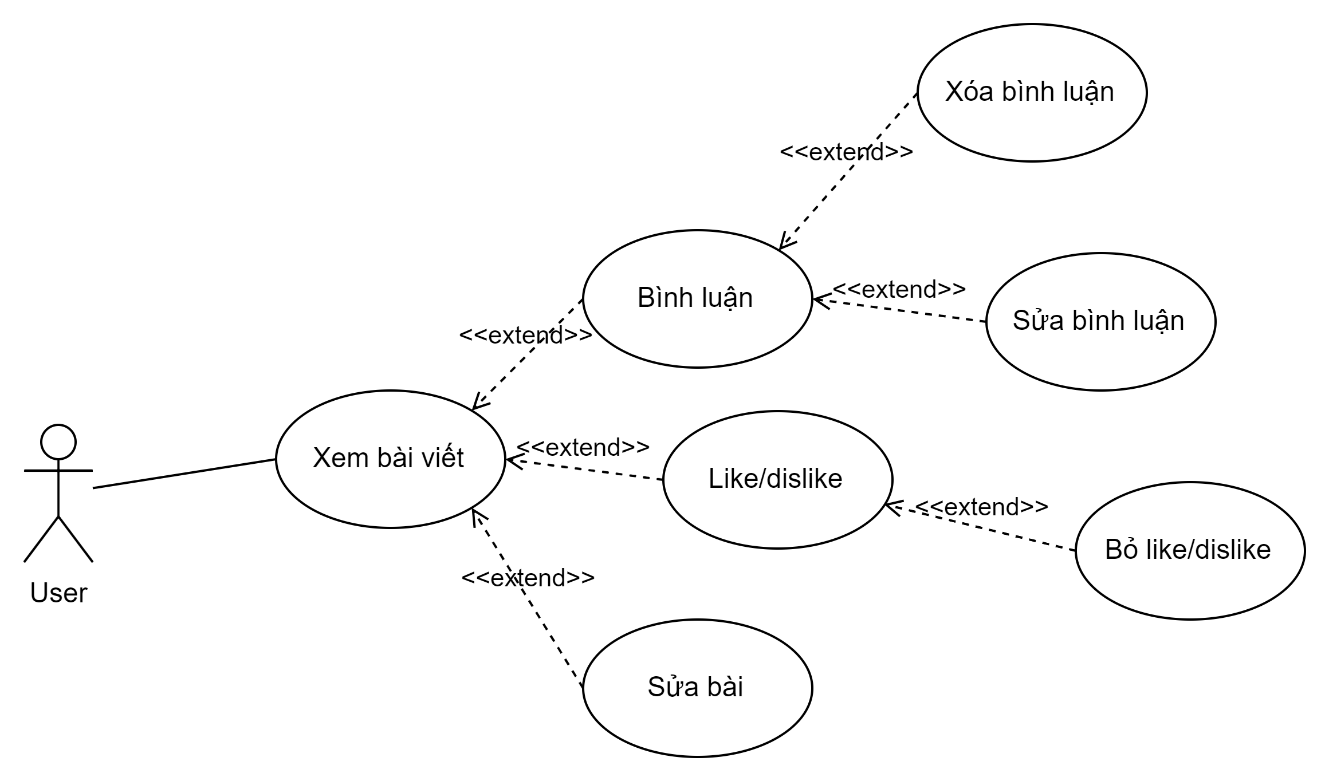 Xóa bình luận
<<extend>>
Bình luận
<<extend>>
Sửa bình luận
<<extend>>
Xem bài viết
<<extend>>
Like/dislike
<<extend>>
Bỏ like/dislike
<<extend>>
User
Sửa bài